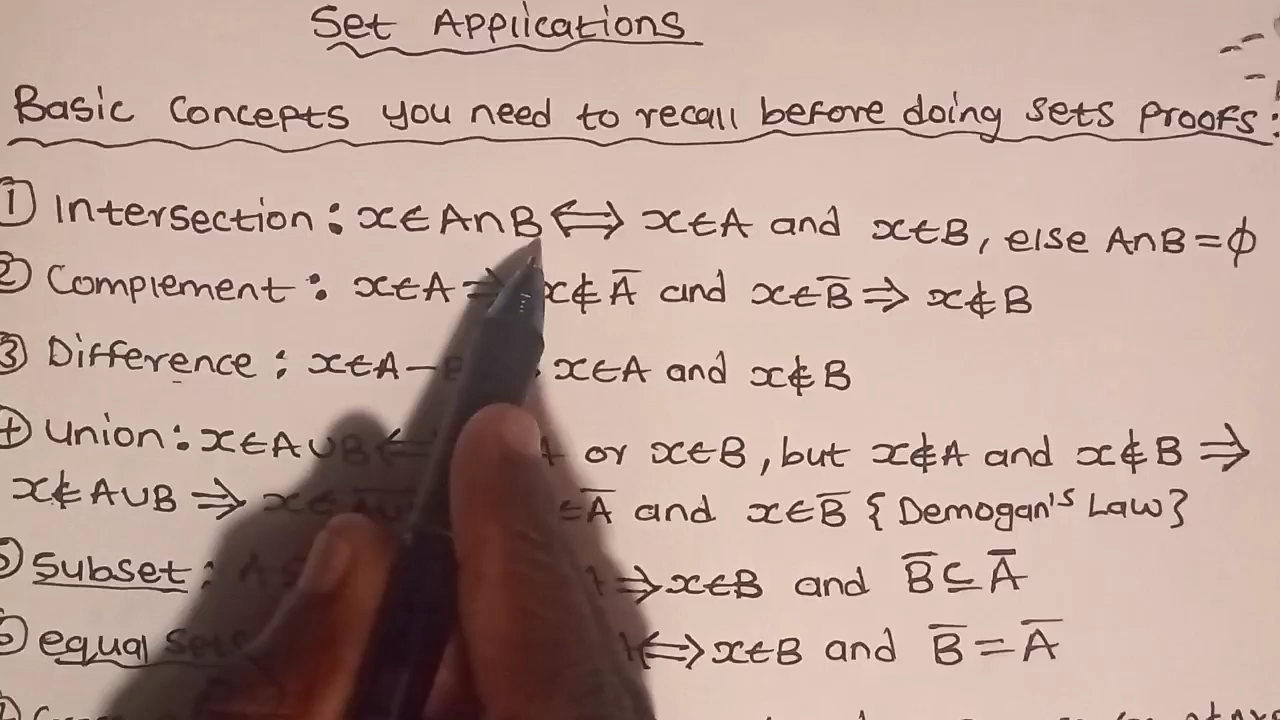 Set Applications
Basic Concepts you need to recall before doing sets proofs:
① Intersection: x∈A∩B⟺ x∈A and x∈B, else A∩B=ϕ
② Complement: x∈A⇒ x∉A̅ and x∈B̅ ⇒ x∉B
③ Difference: x∈A− x∈A and x∉B
Union: x∈A∪B or x∈B, but x∉A and x∉B ⇒
x∉A∪B ⇒ x∈ ∈A̅ and x∈B̅ {Demogan's Law}
Subset: ⇒x∈B and B̅⊆A̅
equal sets ⟺x∈B and B̅=A̅